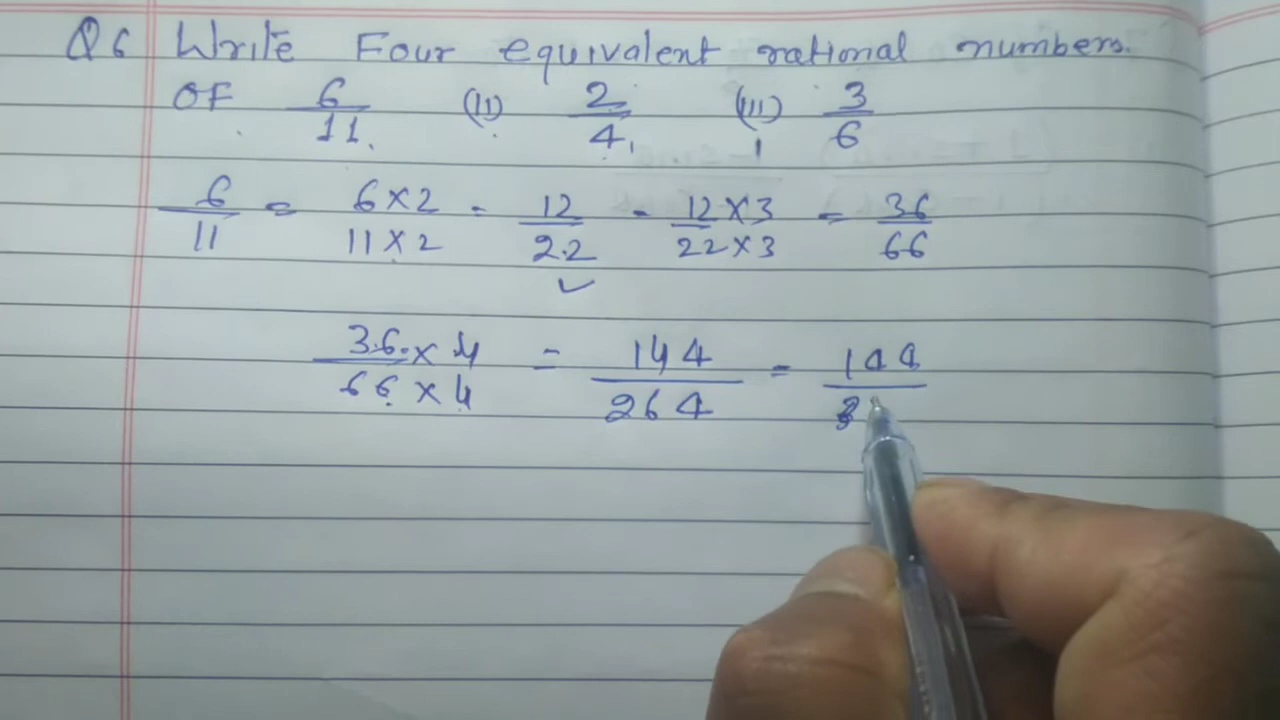 Q6 Write Four equivalent rational numbers.
OF 6/11 (II) 2/4, (III) 3/6
6/11 = 6×2/11×2 = 12/22 = 12×3/22×3 = 36/66
36×4/66×4 = 144/264 = 144/